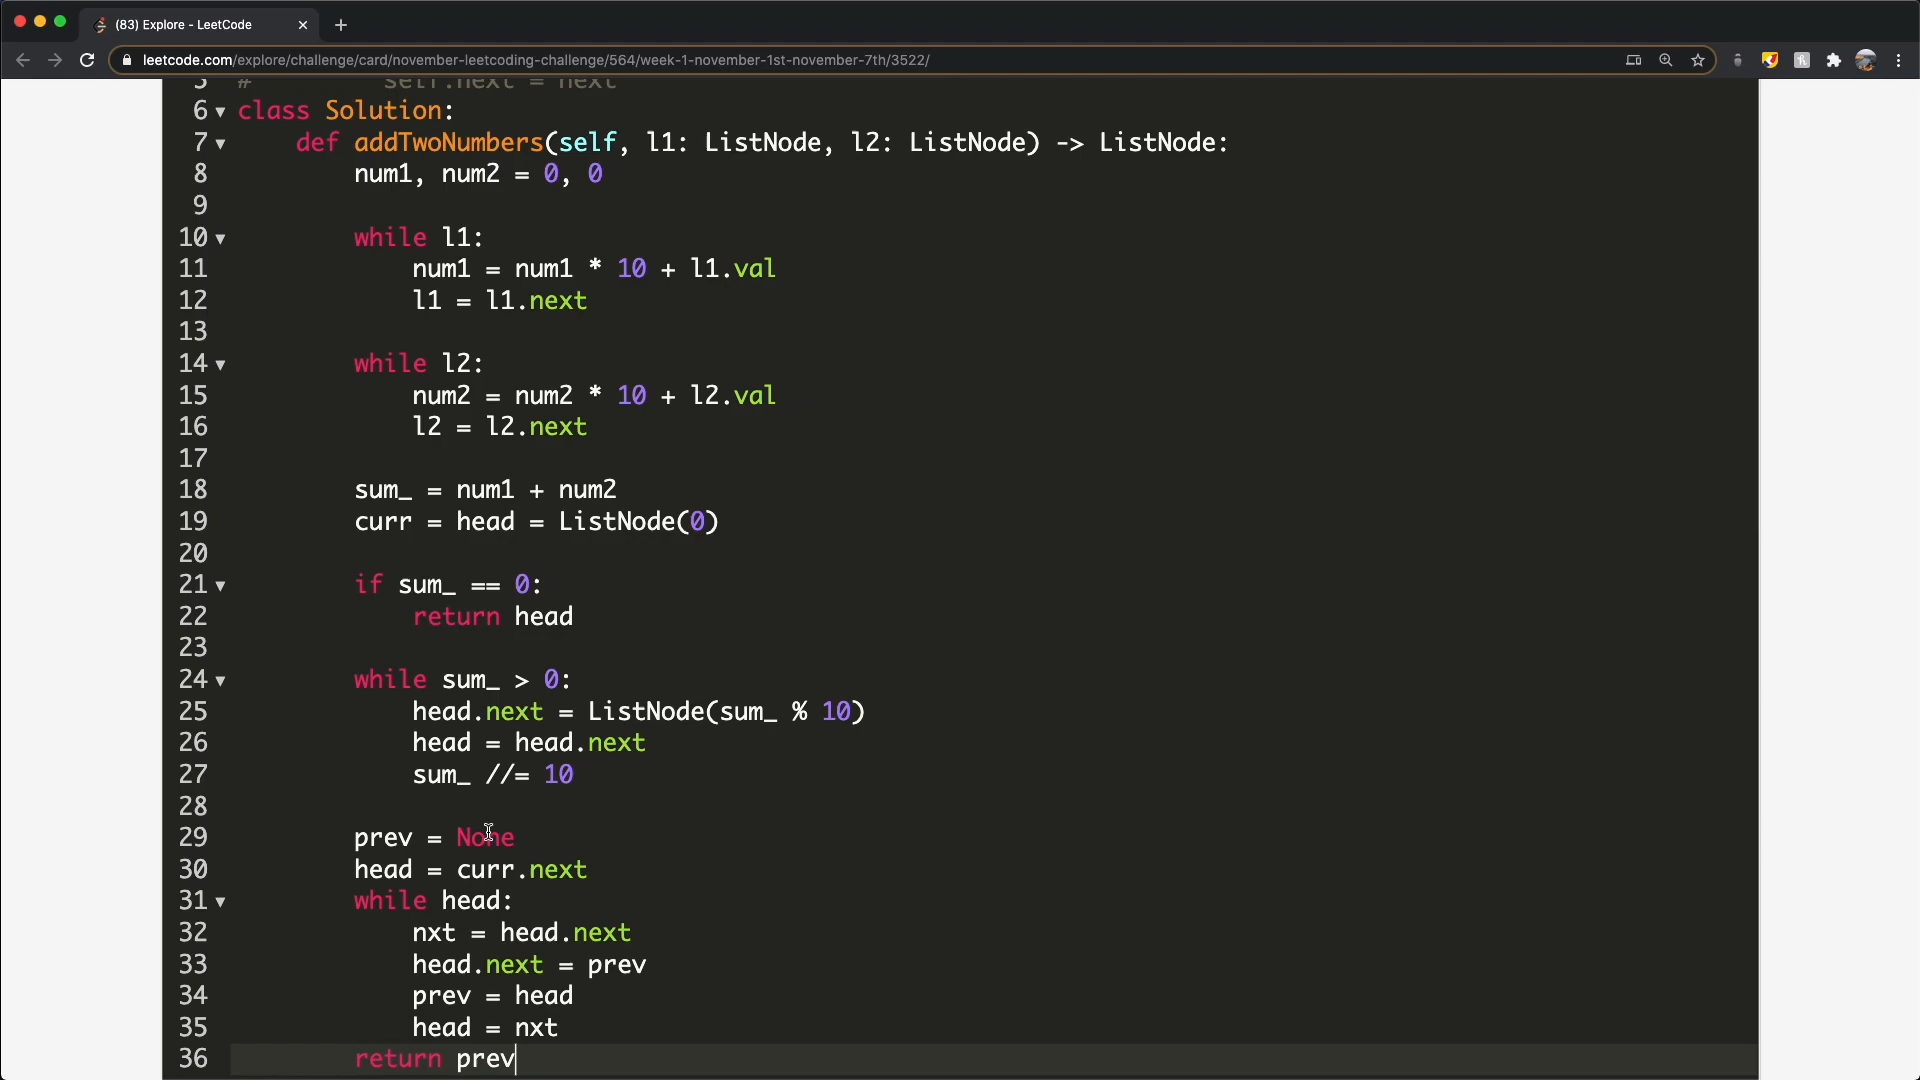 (83) Explore - LeetCode
leetcode.com/explore/challenge/card/november-leetcoding-challenge/564/week-1-november-1st-november-7th/3522/
5 # self.next = next
6 class Solution:
7 def addTwoNumbers(self, l1: ListNode, l2: ListNode) -> ListNode:
8 num1, num2 = 0, 0
9
10 while l1:
11 num1 = num1 * 10 + l1.val
12 l1 = l1.next
13
14 while l2:
15 num2 = num2 * 10 + l2.val
16 l2 = l2.next
17
18 sum_ = num1 + num2
19 curr = head = ListNode(0)
20
21 if sum_ == 0:
22 return head
23
24 while sum_ > 0:
25 head.next = ListNode(sum_ % 10)
26 head = head.next
27 sum_ //= 10
28
29 prev = None
30 head = curr.next
31 while head:
32 nxt = head.next
33 head.next = prev
34 prev = head
35 head = nxt
36 return prev